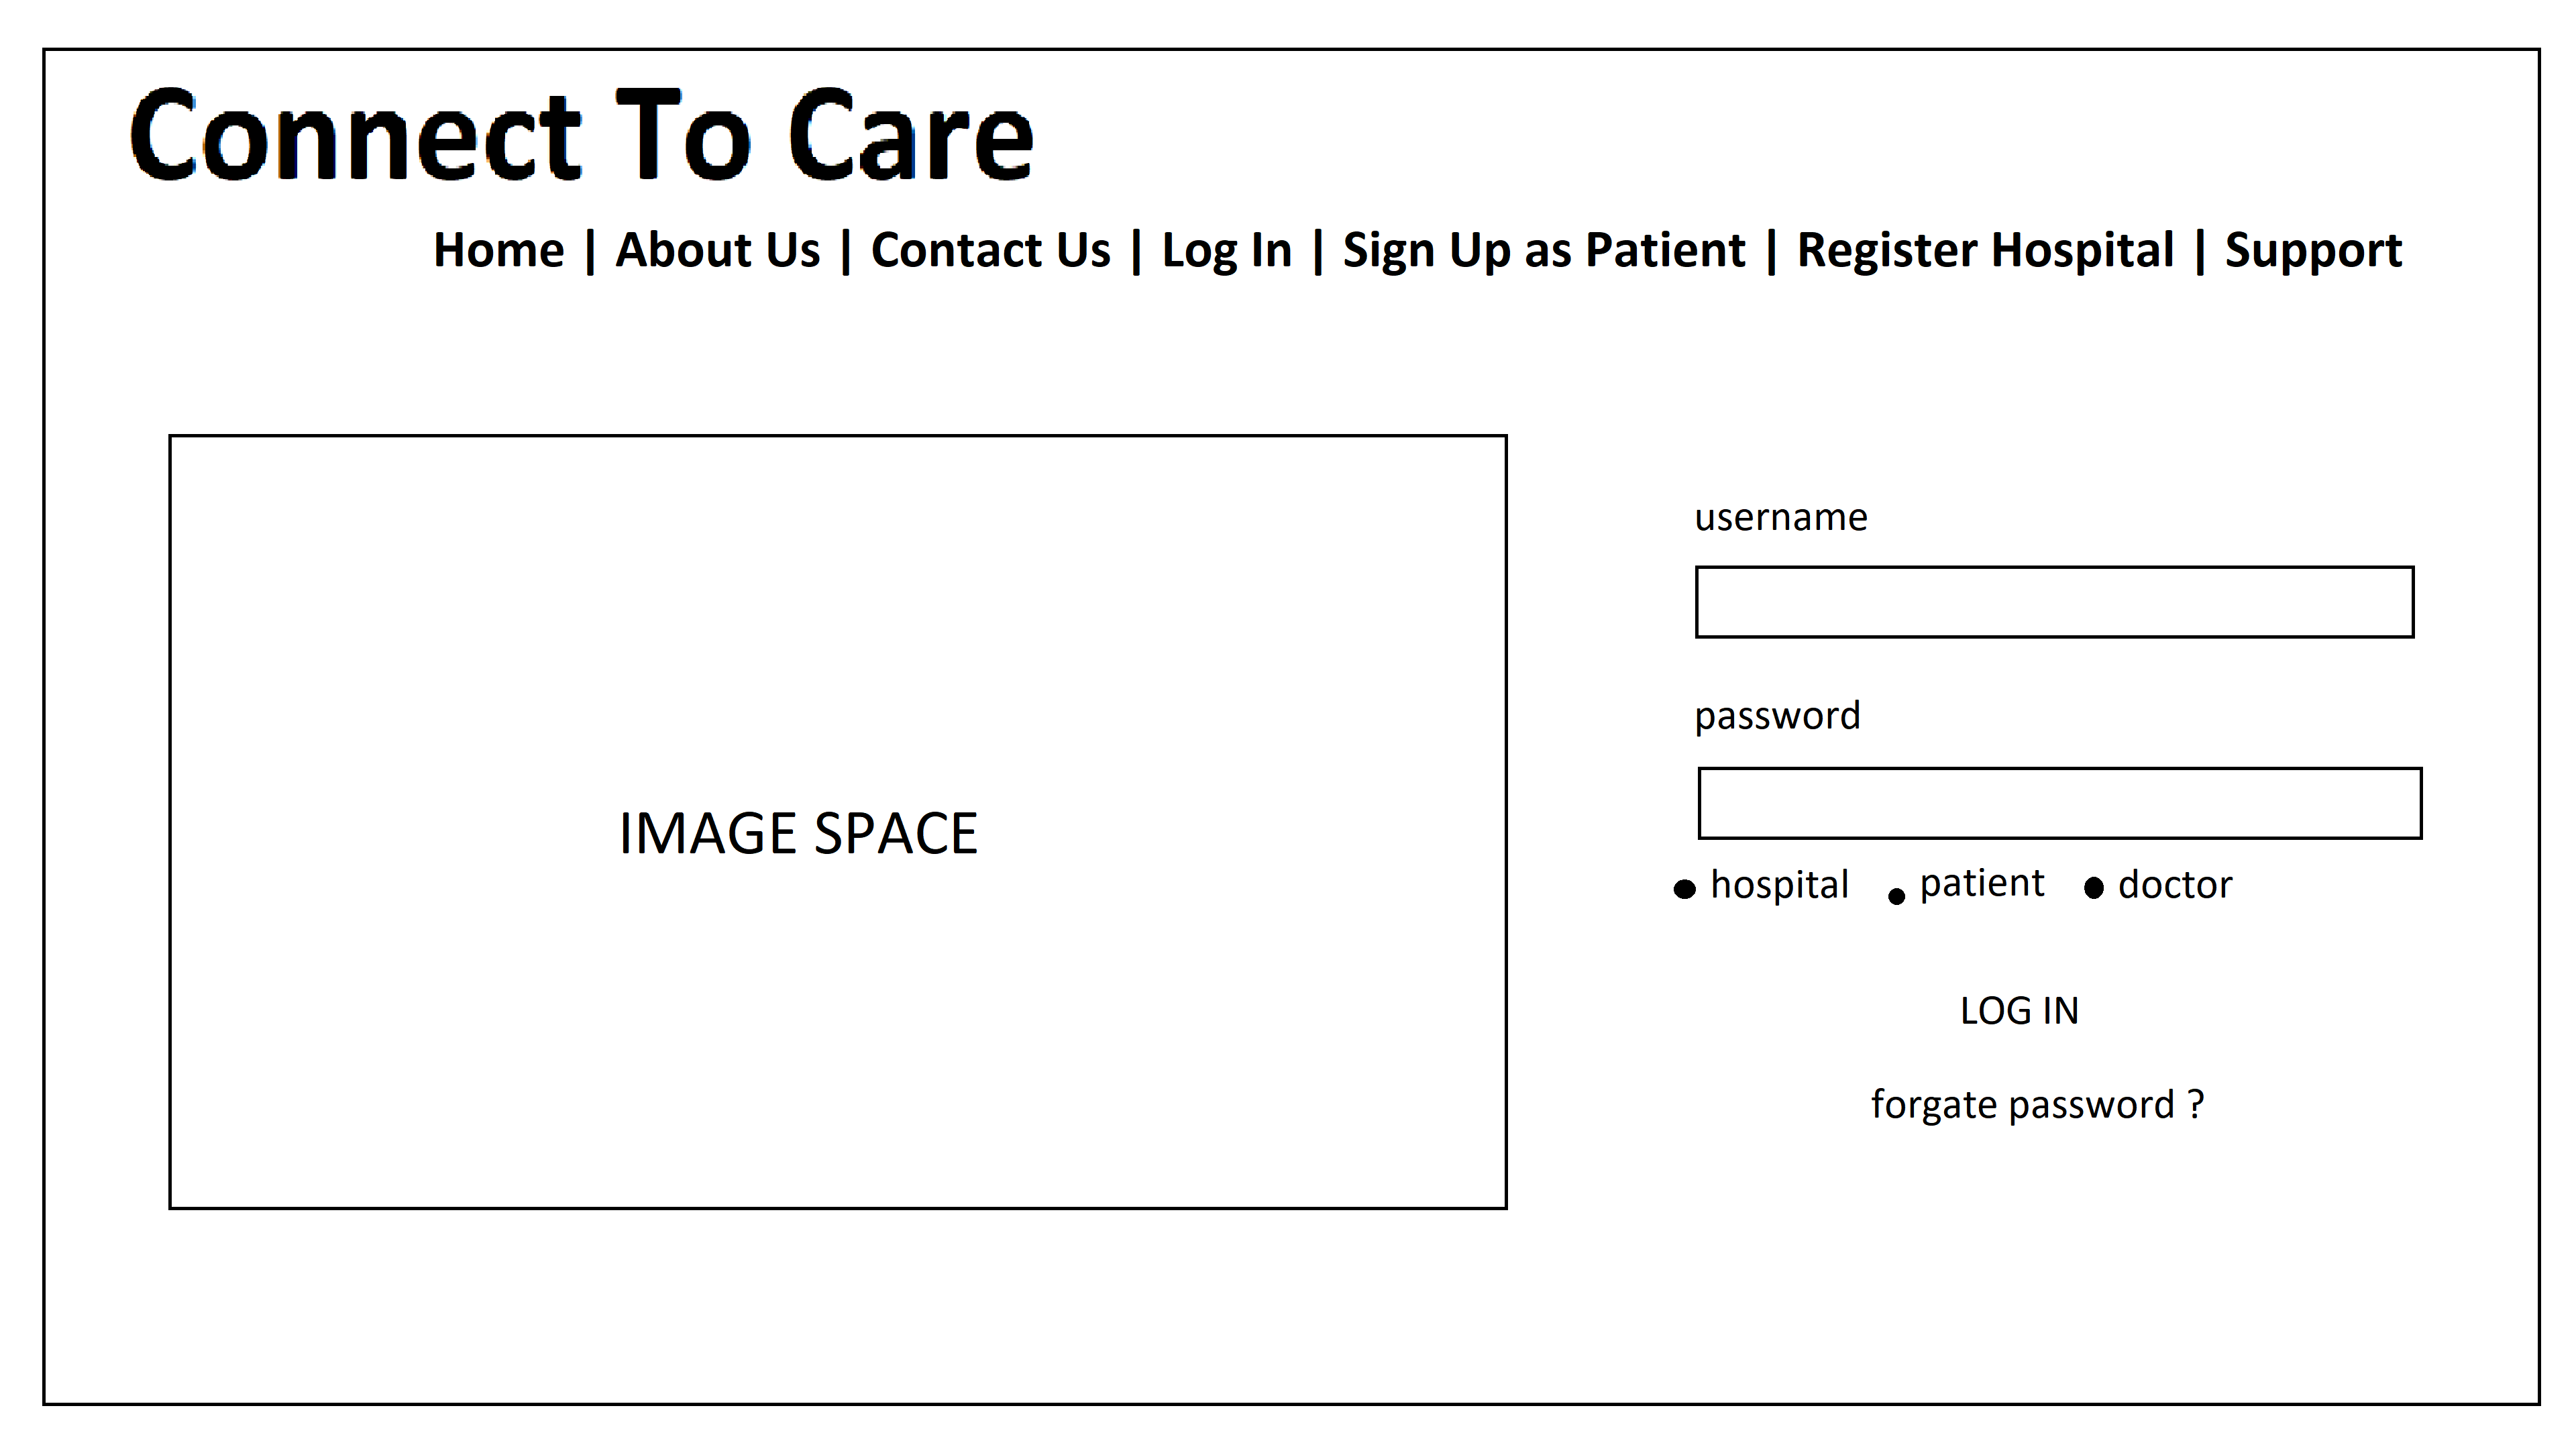 Connect To Care
Home | About Us | Contact Us | Log In | Sign Up as Patient | Register Hospital | Support
username
password
IMAGE SPACE
hospital patient doctor
LOG IN
forgate password ?